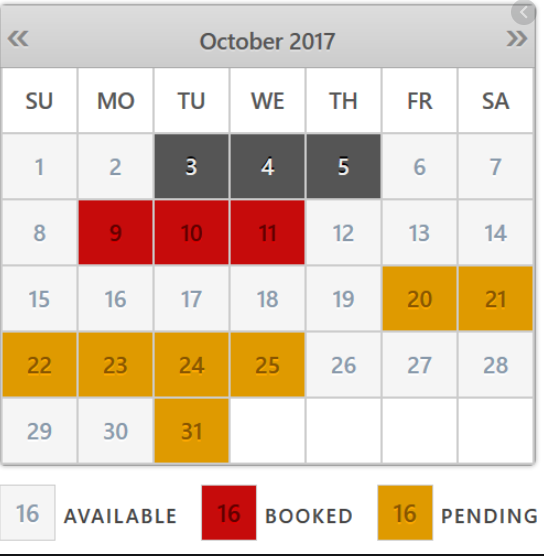 « October 2017 »
SU MO TU WE TH FR SA
1 2 3 4 5 6 7
8 9 10 11 12 13 14
15 16 17 18 19 20 21
22 23 24 25 26 27 28
29 30 31
16 AVAILABLE 16 BOOKED 16 PENDING